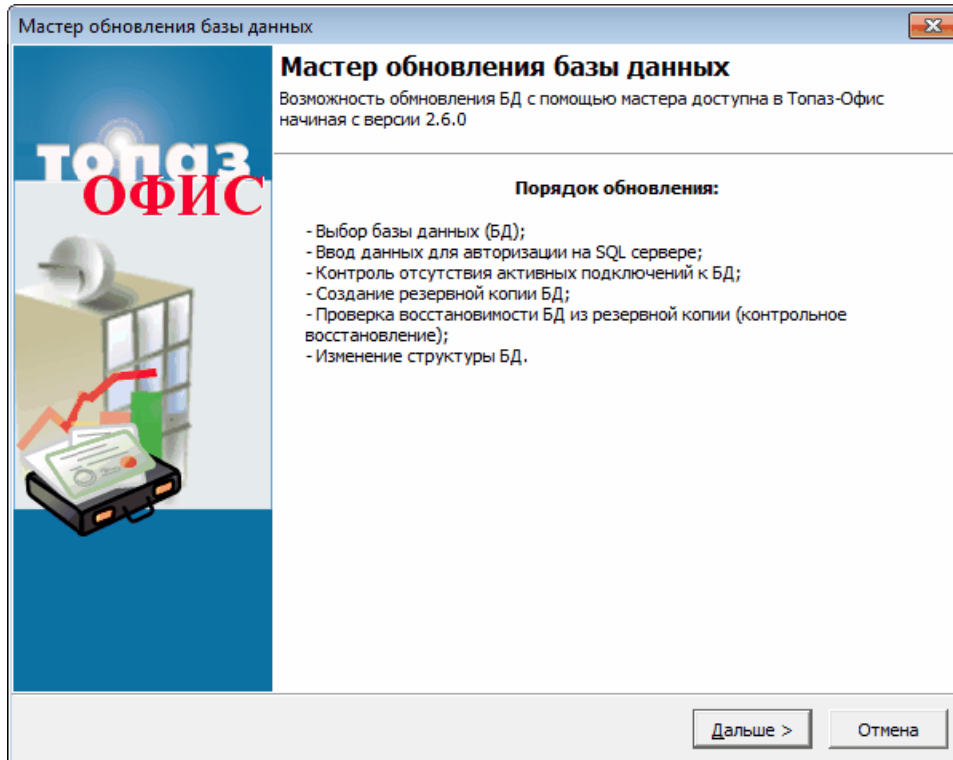 Мастер обновления базы данных
Мастер обновления базы данных
Возможность обмновления БД с помощью мастера доступна в Топаз-Офис
начиная с версии 2.6.0
топаз
ОФИС
Порядок обновления:
- Выбор базы данных (БД);
- Ввод данных для авторизации на SQL сервере;
- Контроль отсутствия активных подключений к БД;
- Создание резервной копии БД;
- Проверка восстановимости БД из резервной копии (контрольное
восстановление);
- Изменение структуры БД.
Дальше >
Отмена